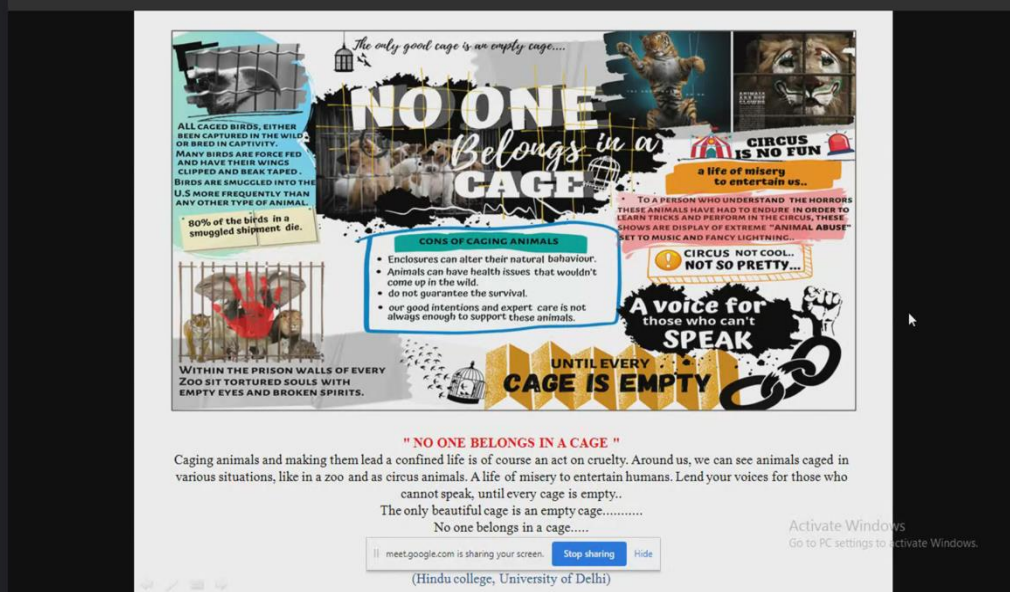 The only good cage is an empty cage....
NO ONE
Belongs in a
CAGE
ALL CAGED BIRDS, EITHER
BEEN CAPTURED IN THE WILD
OR BRED IN CAPTIVITY.
MANY BIRDS ARE FORCE FED
AND HAVE THEIR WINGS
CLIPPED AND BEAK TAPED.
BIRDS ARE SMUGGLED INTO THE
U.S MORE FREQUENTLY THAN
ANY OTHER TYPE OF ANIMAL.
80% of the birds in a
smuggled shipment die.
WITHIN THE PRISON WALLS OF EVERY
ZOO SIT TORTURED SOULS WITH
EMPTY EYES AND BROKEN SPIRITS.
CONS OF CAGING ANIMALS
• Enclosures can alter their natural bahaviour.
• Animals can have health issues that wouldn't
come up in the wild.
• do not guarantee the survival.
• our good intentions and expert care is not
always enough to support these animals.
ANIMALS
ARE NOT
CLOWNS
CIRCUS
IS NO FUN
a life of misery
to entertain us..
• TO A PERSON WHO UNDERSTAND THE HORRORS
THESE ANIMALS HAVE HAD TO ENDURE IN ORDER TO
LEARN TRICKS AND PERFORM IN THE CIRCUS, THESE
SHOWS ARE DISPLAY OF EXTREME "ANIMAL ABUSE"
SET TO MUSIC AND FANCY LIGHTNING...
CIRCUS NOT COOL..
NOT SO PRETTY...
A voice for
those who can't
SPEAK
UNTIL EVERY
CAGE IS EMPTY
" NO ONE BELONGS IN A CAGE "
Caging animals and making them lead a confined life is of course an act on cruelty. Around us, we can see animals caged in
various situations, like in a zoo and as circus animals. A life of misery to entertain humans. Lend your voices for those who
cannot speak, until every cage is empty..
The only beautiful cage is an empty cage...........
No one belongs in a cage.....
meet.google.com is sharing your screen. Stop sharing Hide
(Hindu college, University of Delhi)
Activate Windows
Go to PC settings to activate Windows.